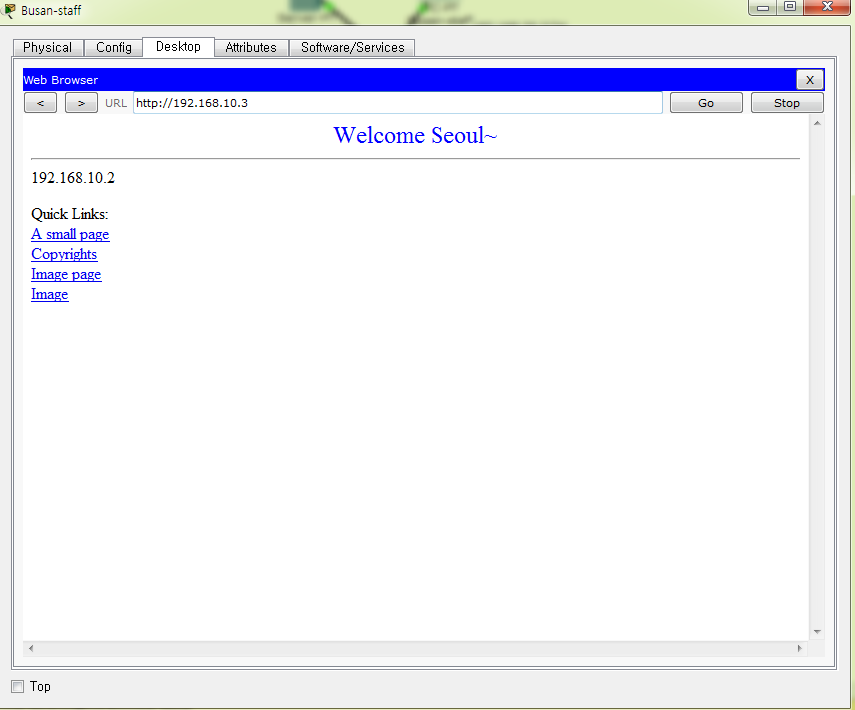 Busan-staff
Physical Config Desktop Attributes Software/Services
Web Browser X
< > URL http://192.168.10.3 Go Stop
Welcome Seoul~
192.168.10.2
Quick Links:
A small page
Copyrights
Image page
Image
Top